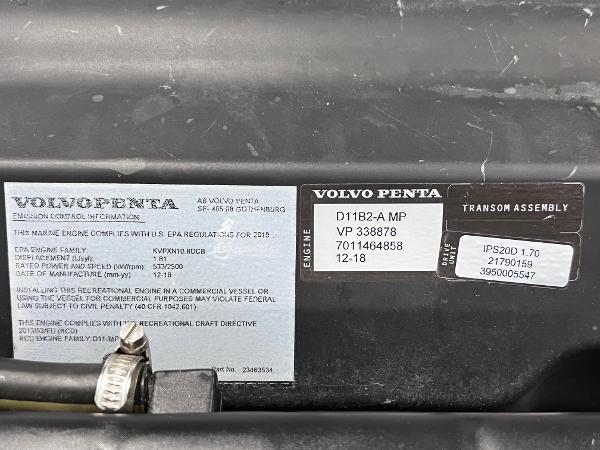 VOLVO PENTA
EMISSION CONTROL INFORMATION
AB VOLVO PENTA
SE- 405 08 GOTHENBURG
THIS MARINE ENGINE COMPLIES WITH U.S. EPA REGULATIONS FOR 2019 .
EPA ENGINE FAMILY: KVPXN10.8DCB
DISPLACEMENT (L/cyl): 1.81
RATED POWER AND SPEED (kW/rpm) 533/2500
DATE OF MANUFACTURE (mm-yy) 12-18
INSTALLING THIS RECREATIONAL ENGINE IN A COMMERCIAL VESSEL OR
USING THE VESSEL FOR COMMERCIAL PURPOSES MAY VIOLATE FEDERAL
LAW SUBJECT TO CIVIL PENALTY (40 CFR 1042.601).
THIS ENGINE COMPLIES WITH THE RECREATIONAL CRAFT DIRECTIVE
2013/53/EU (RCD)
RCD ENGINE FAMILY: D11-MP
Part No. 23463534
VOLVO PENTA
ENGINE
D11B2-A MP
VP 338878
7011464858
12-18
TRANSOM ASSEMBLY
DRIVE
UNIT
IPS20D 1.70
21790159
3950005547